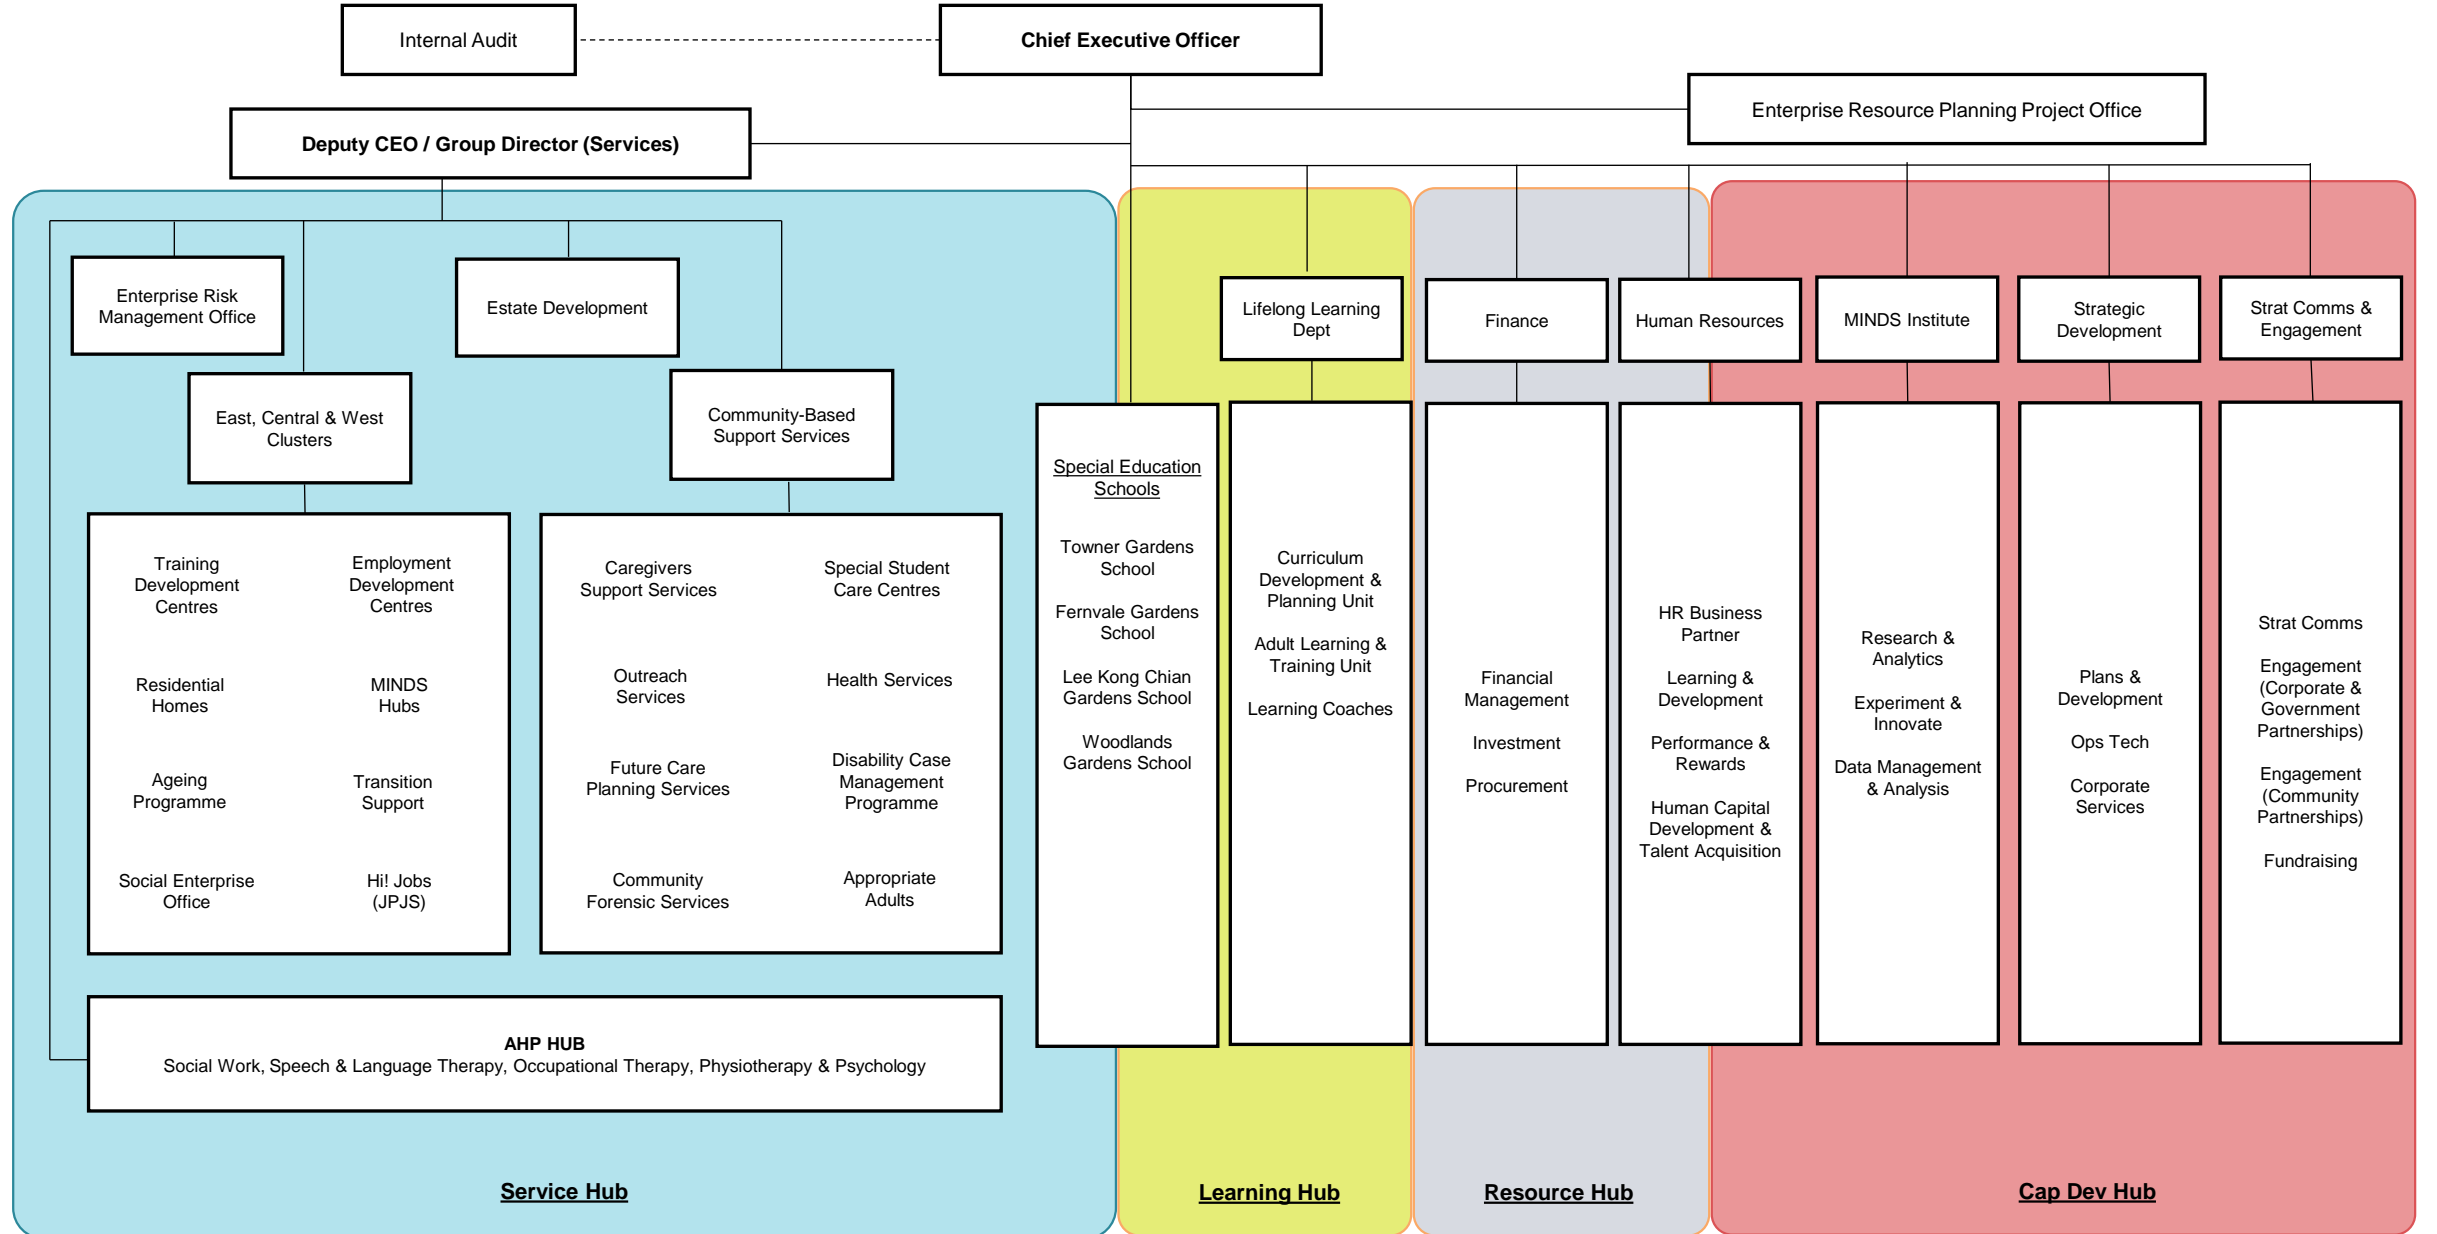 Internal Audit
Chief Executive Officer
Enterprise Resource Planning Project Office
Deputy CEO / Group Director (Services)
Enterprise Risk
Management Office
Estate Development
East, Central & West
Clusters
Community-Based
Support Services
Training
Development
Centres
Employment
Development
Centres
Residential
Homes
MINDS
Hubs
Ageing
Programme
Transition
Support
Social Enterprise
Office
Hi! Jobs
(JPJS)
Caregivers
Support Services
Special Student
Care Centres
Outreach
Services
Health Services
Future Care
Planning Services
Disability Case
Management
Programme
Community
Forensic Services
Appropriate
Adults
AHP HUB
Social Work, Speech & Language Therapy, Occupational Therapy, Physiotherapy & Psychology
Service Hub
Special Education
Schools
Towner Gardens
School
Fernvale Gardens
School
Lee Kong Chian
Gardens School
Woodlands
Gardens School
Lifelong Learning
Dept
Curriculum
Development &
Planning Unit
Adult Learning &
Training Unit
Learning Coaches
Learning Hub
Finance
Financial
Management
Investment
Procurement
Human Resources
HR Business
Partner
Learning &
Development
Performance &
Rewards
Human Capital
Development &
Talent Acquisition
Resource Hub
MINDS Institute
Research &
Analytics
Experiment &
Innovate
Data Management
& Analysis
Strategic
Development
Plans &
Development
Ops Tech
Corporate
Services
Strat Comms &
Engagement
Strat Comms
Engagement
(Corporate &
Government
Partnerships)
Engagement
(Community
Partnerships)
Fundraising
Cap Dev Hub